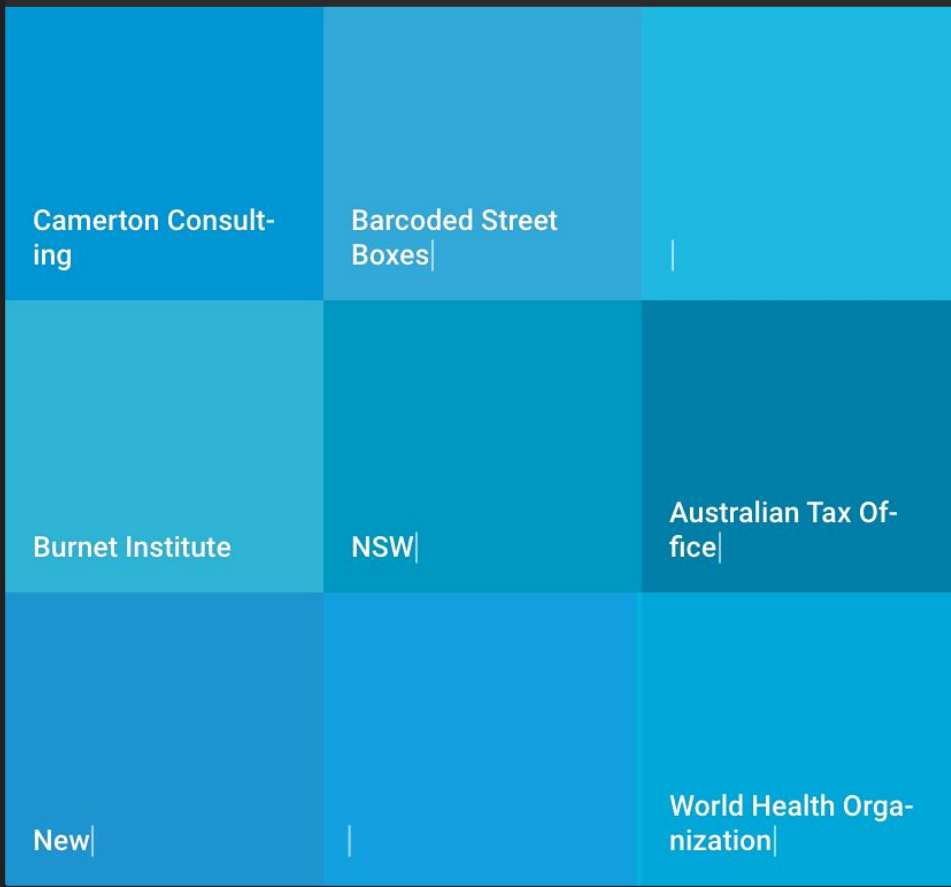 Camerton Consult-
ing
Barcoded Street
Boxes
Burnet Institute
NSW
Australian Tax Of-
fice
New
World Health Orga-
nization